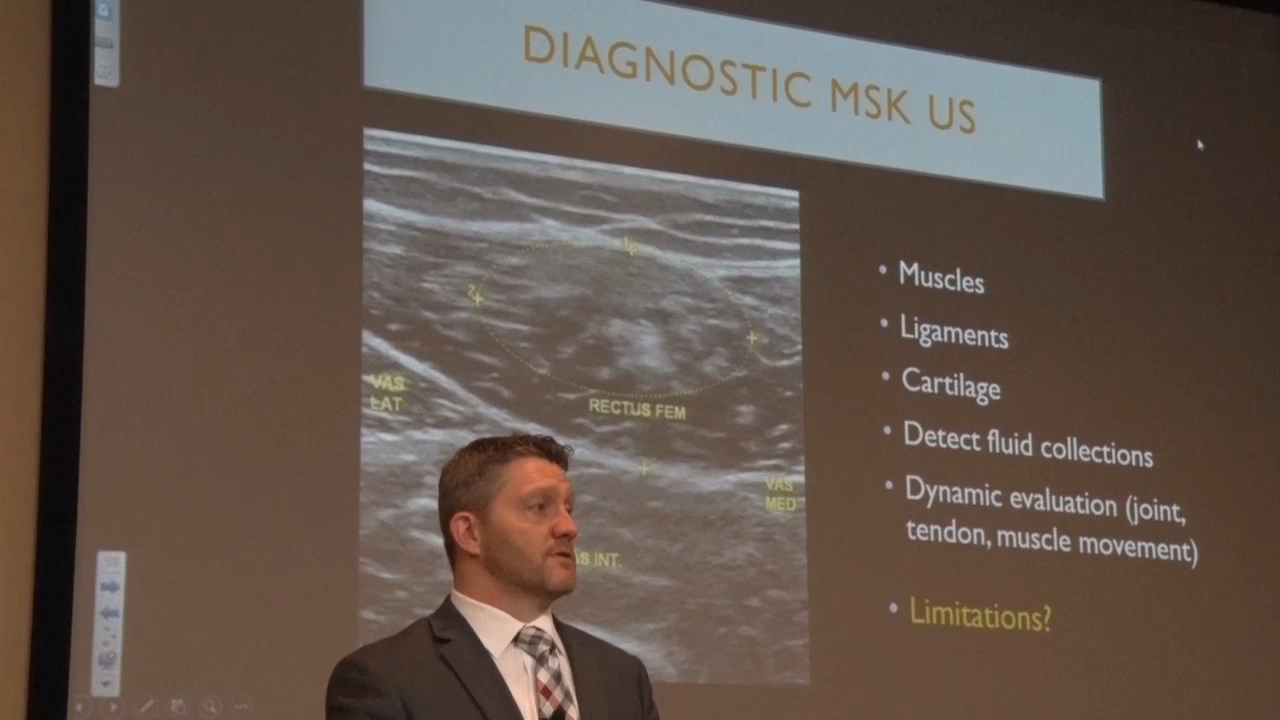 DIAGNOSTIC MSK US
VAS
LAT
RECTUS FEM
VAS
MED
AS INT.
• Muscles
• Ligaments
• Cartilage
• Detect fluid collections
• Dynamic evaluation (joint,
tendon, muscle movement)
• Limitations?